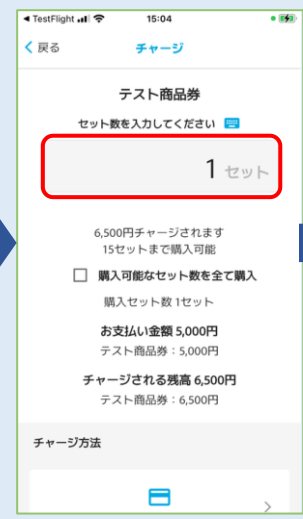 TestFlight 15:04
戻る チャージ
テスト商品券
セット数を入力してください
1 セット
6,500円チャージされます
15セットまで購入可能
購入可能なセット数を全て購入
購入セット数 1セット
お支払い金額 5,000円
テスト商品券：5,000円
チャージされる残高 6,500円
テスト商品券：6,500円
チャージ方法